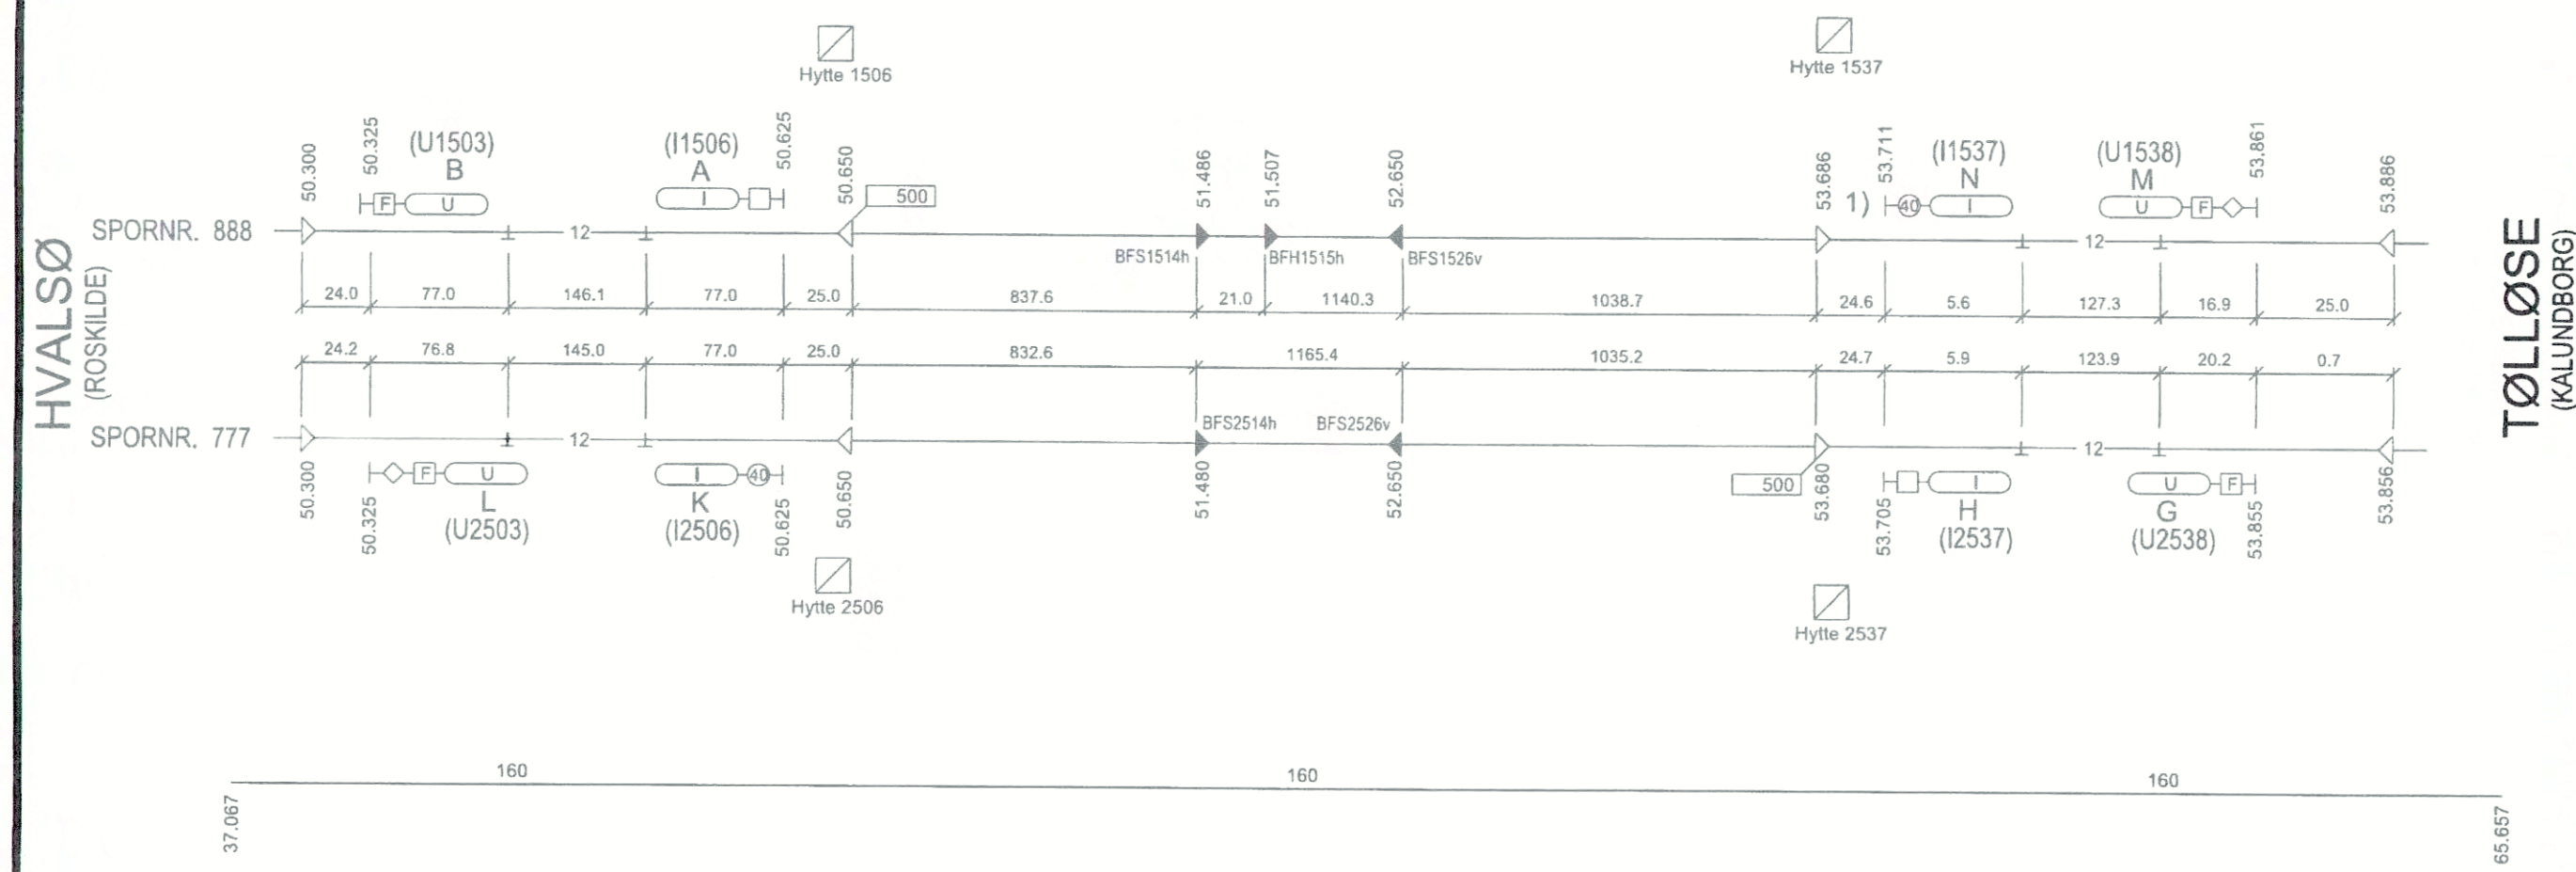 Hytte 1506
Hytte 1537
50.300
50.325
(U1503)
B
F
U
(I1506)
A
I
50.625
50.650
500
51.486
51.507
52.650
53.686
1)
53.711
40
(I1537)
N
I
(U1538)
M
U
F
53.861
53.886
SPORNR. 888
12
BFS1514h
BFH1515h
BFS1526v
12
HVALSØ
(ROSKILDE)
TØLLØSE
(KALUNDBORG)
24.0 77.0 146.1 77.0 25.0 837.6 21.0 1140.3 1038.7 24.6 5.6 127.3 16.9 25.0
24.2 76.8 145.0 77.0 25.0 832.6 1165.4 1035.2 24.7 5.9 123.9 20.2 0.7
SPORNR. 777
12
BFS2514h
BFS2526v
12
50.300
50.325
F
U
L
(U2503)
I
40
K
(I2506)
50.625
50.650
51.480
52.650
500
53.680
53.705
I
H
(I2537)
U
F
G
(U2538)
53.855
53.856
Hytte 2506
Hytte 2537
160
160
160
37.067
65.657